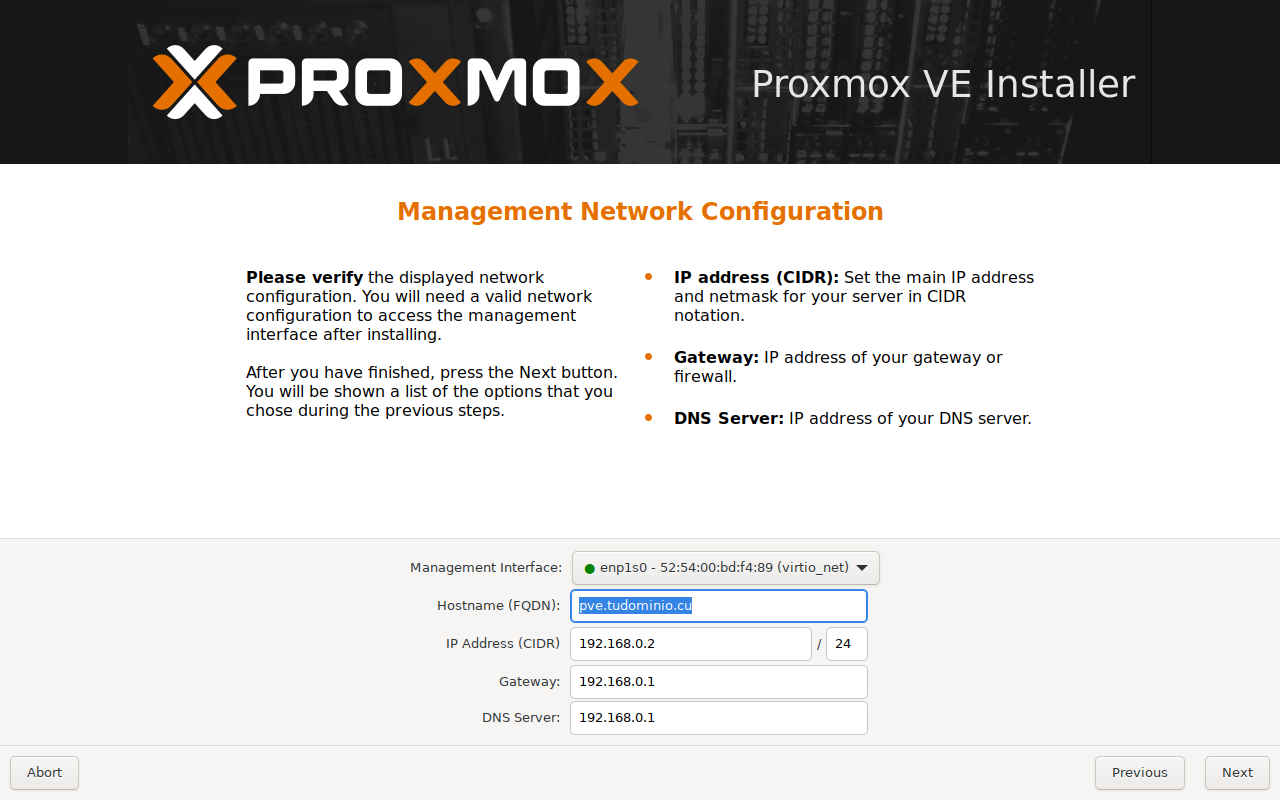 PROXMOX
Proxmox VE Installer
Management Network Configuration
Please verify the displayed network
configuration. You will need a valid network
configuration to access the management
interface after installing.
After you have finished, press the Next button.
You will be shown a list of the options that you
chose during the previous steps.
IP address (CIDR): Set the main IP address
and netmask for your server in CIDR
notation.
Gateway: IP address of your gateway or
firewall.
DNS Server: IP address of your DNS server.
Management Interface: enp1s0 - 52:54:00:bd:f4:89 (virtio_net)
Hostname (FQDN): pve.tudominio.cu
IP Address (CIDR) 192.168.0.2 / 24
Gateway: 192.168.0.1
DNS Server: 192.168.0.1
Abort Previous Next